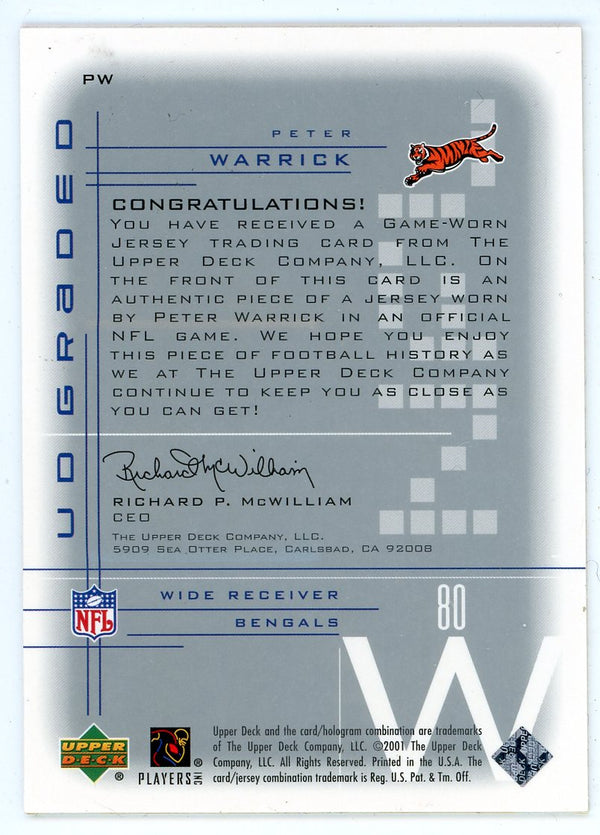 PW
UD GRADED
PETER
WARRICK
CONGRATULATIONS!
YOU HAVE RECEIVED A GAME-WORN
JERSEY TRADING CARD FROM THE
UPPER DECK COMPANY, LLC. ON
THE FRONT OF THIS CARD IS AN
AUTHENTIC PIECE OF A JERSEY WORN
BY PETER WARRICK IN AN OFFICIAL
NFL GAME. WE HOPE YOU ENJOY
THIS PIECE OF FOOTBALL HISTORY AS
WE AT THE UPPER DECK COMPANY
CONTINUE TO KEEP YOU AS CLOSE AS
YOU CAN GET!
Richard McWilliam
RICHARD P. McWILLIAM
CEO
THE UPPER DECK COMPANY, LLC.
5909 SEA OTTER PLACE, CARLSBAD, CA 92008
NFL
WIDE RECEIVER
80
BENGALS
W
UPPER
DECK
®
PLAYERS INC ®
Upper Deck and the card/hologram combination are trademarks
of The Upper Deck Company, LLC. ©2001 The Upper Deck
Company, LLC. All Rights Reserved. Printed in the U.S.A. The
card/jersey combination trademark is Reg. U.S. Pat. & Tm. Off.